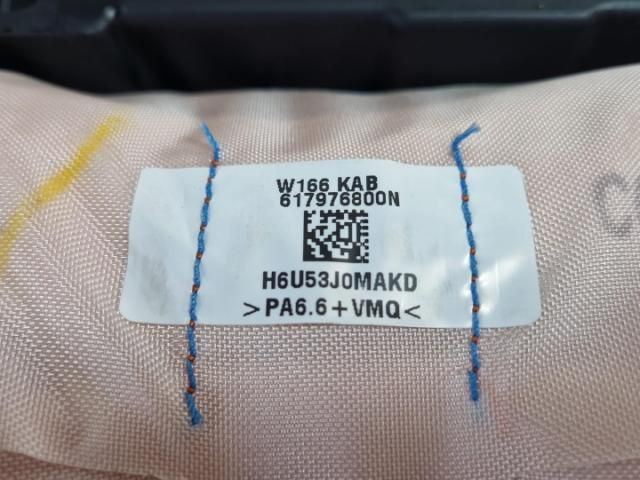 W166 KAB
617976800N
H6U53J0MAKD
>PA6.6+VMQ<
C